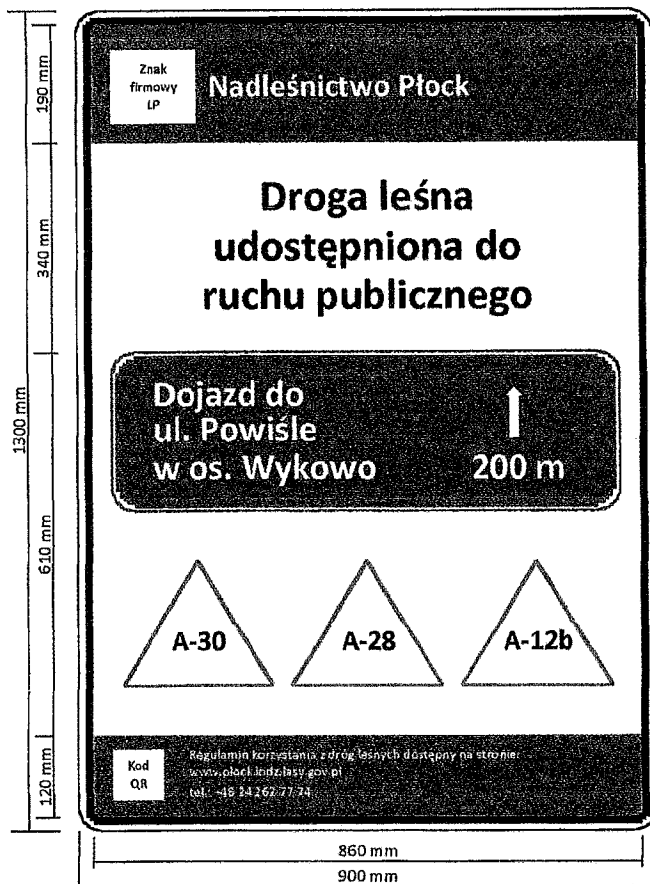 Znak
firmowy
LP
Nadleśnictwo Płock
Droga leśna
udostępniona do
ruchu publicznego
Dojazd do
ul. Powiśle
w os. Wykowo
200 m
A-30
A-28
A-12b
Kod
QR
Regulamin korzystania z dróg leśnych dostępny na stronie:
www.plock.lodz.lasy.gov.pl
tel. +48 24 262 77 74
190 mm
340 mm
610 mm
120 mm
1300 mm
860 mm
900 mm